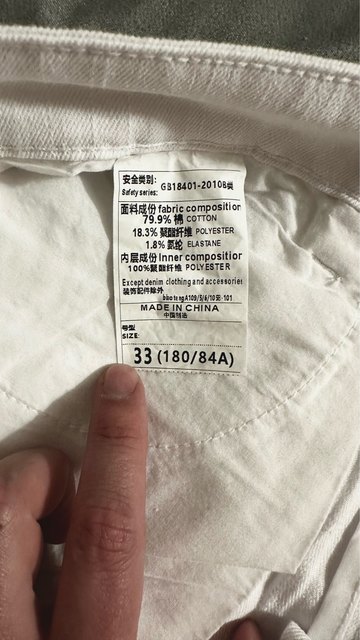 安全类别: GB18401-2010B类
Safety series:
面料成份 fabric composition
79.9% 棉 COTTON
18.3% 聚酯纤维 POLYESTER
1.8% 氨纶 ELASTANE
内层成份 Inner composition
100%聚酯纤维 POLYESTER
Except denim clothing and accessories
装饰配件除外
MADE IN CHINA
中国制造
号型
SIZE:
33 (180/84A)